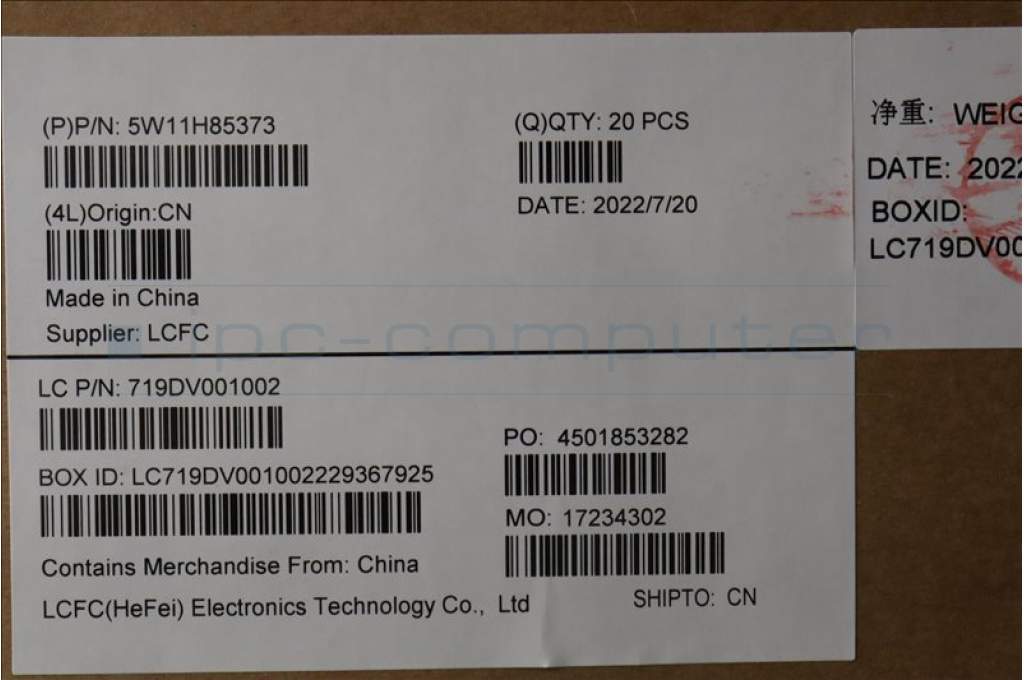 (P)P/N: 5W11H85373
(Q)QTY: 20 PCS
(4L)Origin:CN
DATE: 2022/7/20
Made in China
Supplier: LCFC
ipc-computer
LC P/N: 719DV001002
PO: 4501853282
BOX ID: LC719DV001002229367925
MO: 17234302
Contains Merchandise From: China
LCFC(HeFei) Electronics Technology Co., Ltd
SHIPTO: CN
净重: WEIG
DATE: 2022
BOXID:
LC719DV00